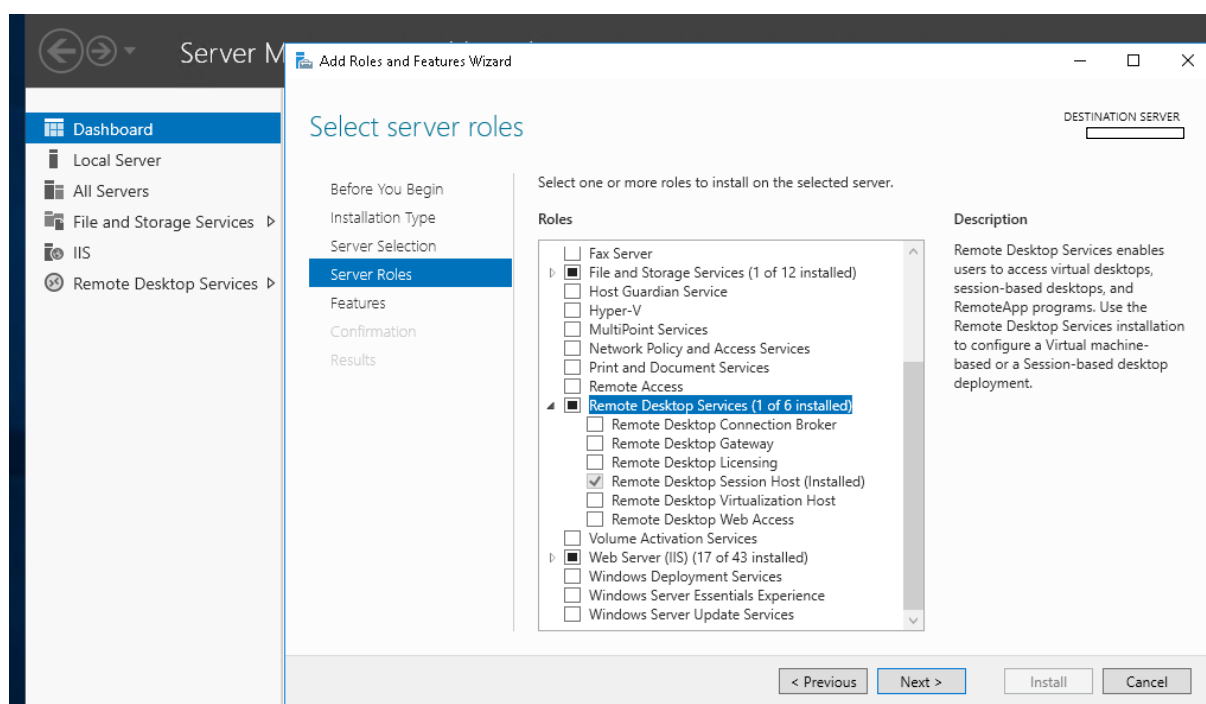 Server M
Add Roles and Features Wizard
Dashboard
Local Server
All Servers
File and Storage Services
IIS
Remote Desktop Services
Select server roles
DESTINATION SERVER
Before You Begin
Installation Type
Server Selection
Server Roles
Features
Confirmation
Results
Select one or more roles to install on the selected server.
Roles
Fax Server
File and Storage Services (1 of 12 installed)
Host Guardian Service
Hyper-V
MultiPoint Services
Network Policy and Access Services
Print and Document Services
Remote Access
Remote Desktop Services (1 of 6 installed)
Remote Desktop Connection Broker
Remote Desktop Gateway
Remote Desktop Licensing
Remote Desktop Session Host (Installed)
Remote Desktop Virtualization Host
Remote Desktop Web Access
Volume Activation Services
Web Server (IIS) (17 of 43 installed)
Windows Deployment Services
Windows Server Essentials Experience
Windows Server Update Services
Description
Remote Desktop Services enables
users to access virtual desktops,
session-based desktops, and
RemoteApp programs. Use the
Remote Desktop Services installation
to configure a Virtual machine-
based or a Session-based desktop
deployment.
< Previous
Next >
Install
Cancel